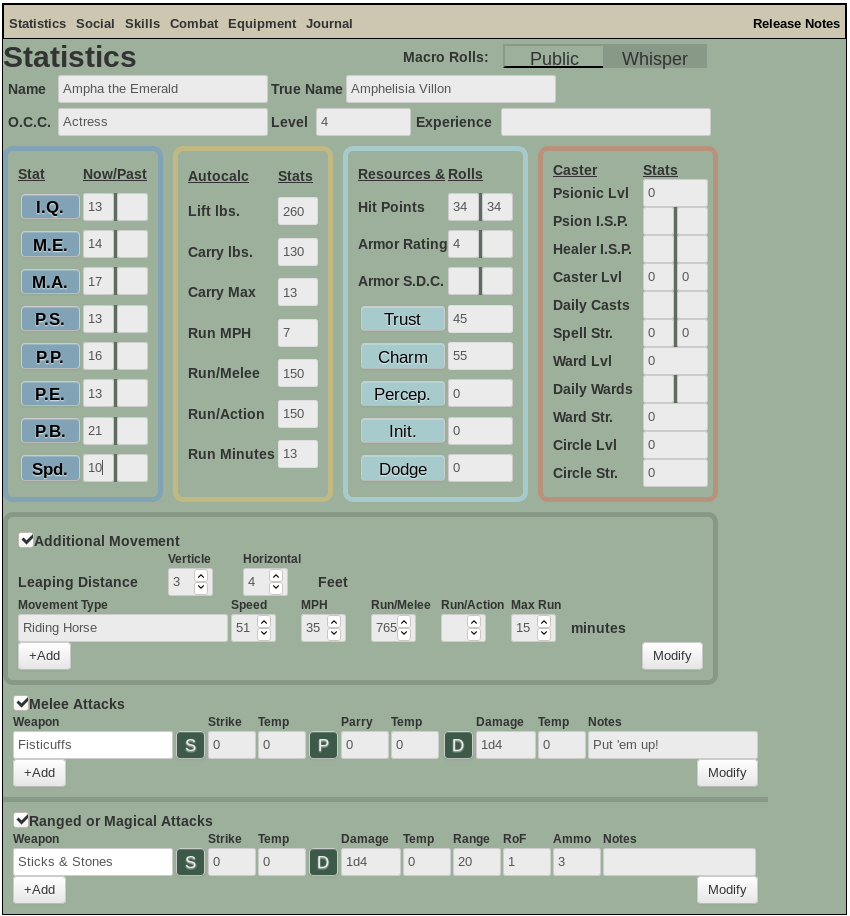 Statistics Social Skills Combat Equipment Journal Release Notes
Statistics Macro Rolls: Public Whisper
Name Ampha the Emerald True Name Amphelisia Villon
O.C.C. Actress Level 4 Experience
Stat Now/Past
I.Q. 13
M.E. 14
M.A. 17
P.S. 13
P.P. 16
P.E. 13
P.B. 21
Spd. 10
Autocalc Stats
Lift lbs. 260
Carry lbs. 130
Carry Max 13
Run MPH 7
Run/Melee 150
Run/Action 150
Run Minutes 13
Resources & Rolls
Hit Points 34 34
Armor Rating 4
Armor S.D.C.
Trust 45
Charm 55
Percep. 0
Init. 0
Dodge 0
Caster Stats
Psionic Lvl 0
Psion I.S.P.
Healer I.S.P.
Caster Lvl 0 0
Daily Casts
Spell Str. 0 0
Ward Lvl 0
Daily Wards
Ward Str. 0
Circle Lvl 0
Circle Str. 0
Additional Movement
Verticle Horizontal
Leaping Distance 3 4 Feet
Movement Type Speed MPH Run/Melee Run/Action Max Run
Riding Horse 51 35 765 15 minutes
+Add Modify
Melee Attacks
Weapon Strike Temp Parry Temp Damage Temp Notes
Fisticuffs S 0 0 P 0 0 D 1d4 0 Put 'em up!
+Add Modify
Ranged or Magical Attacks
Weapon Strike Temp Damage Temp Range RoF Ammo Notes
Sticks & Stones S 0 0 D 1d4 0 20 1 3
+Add Modify